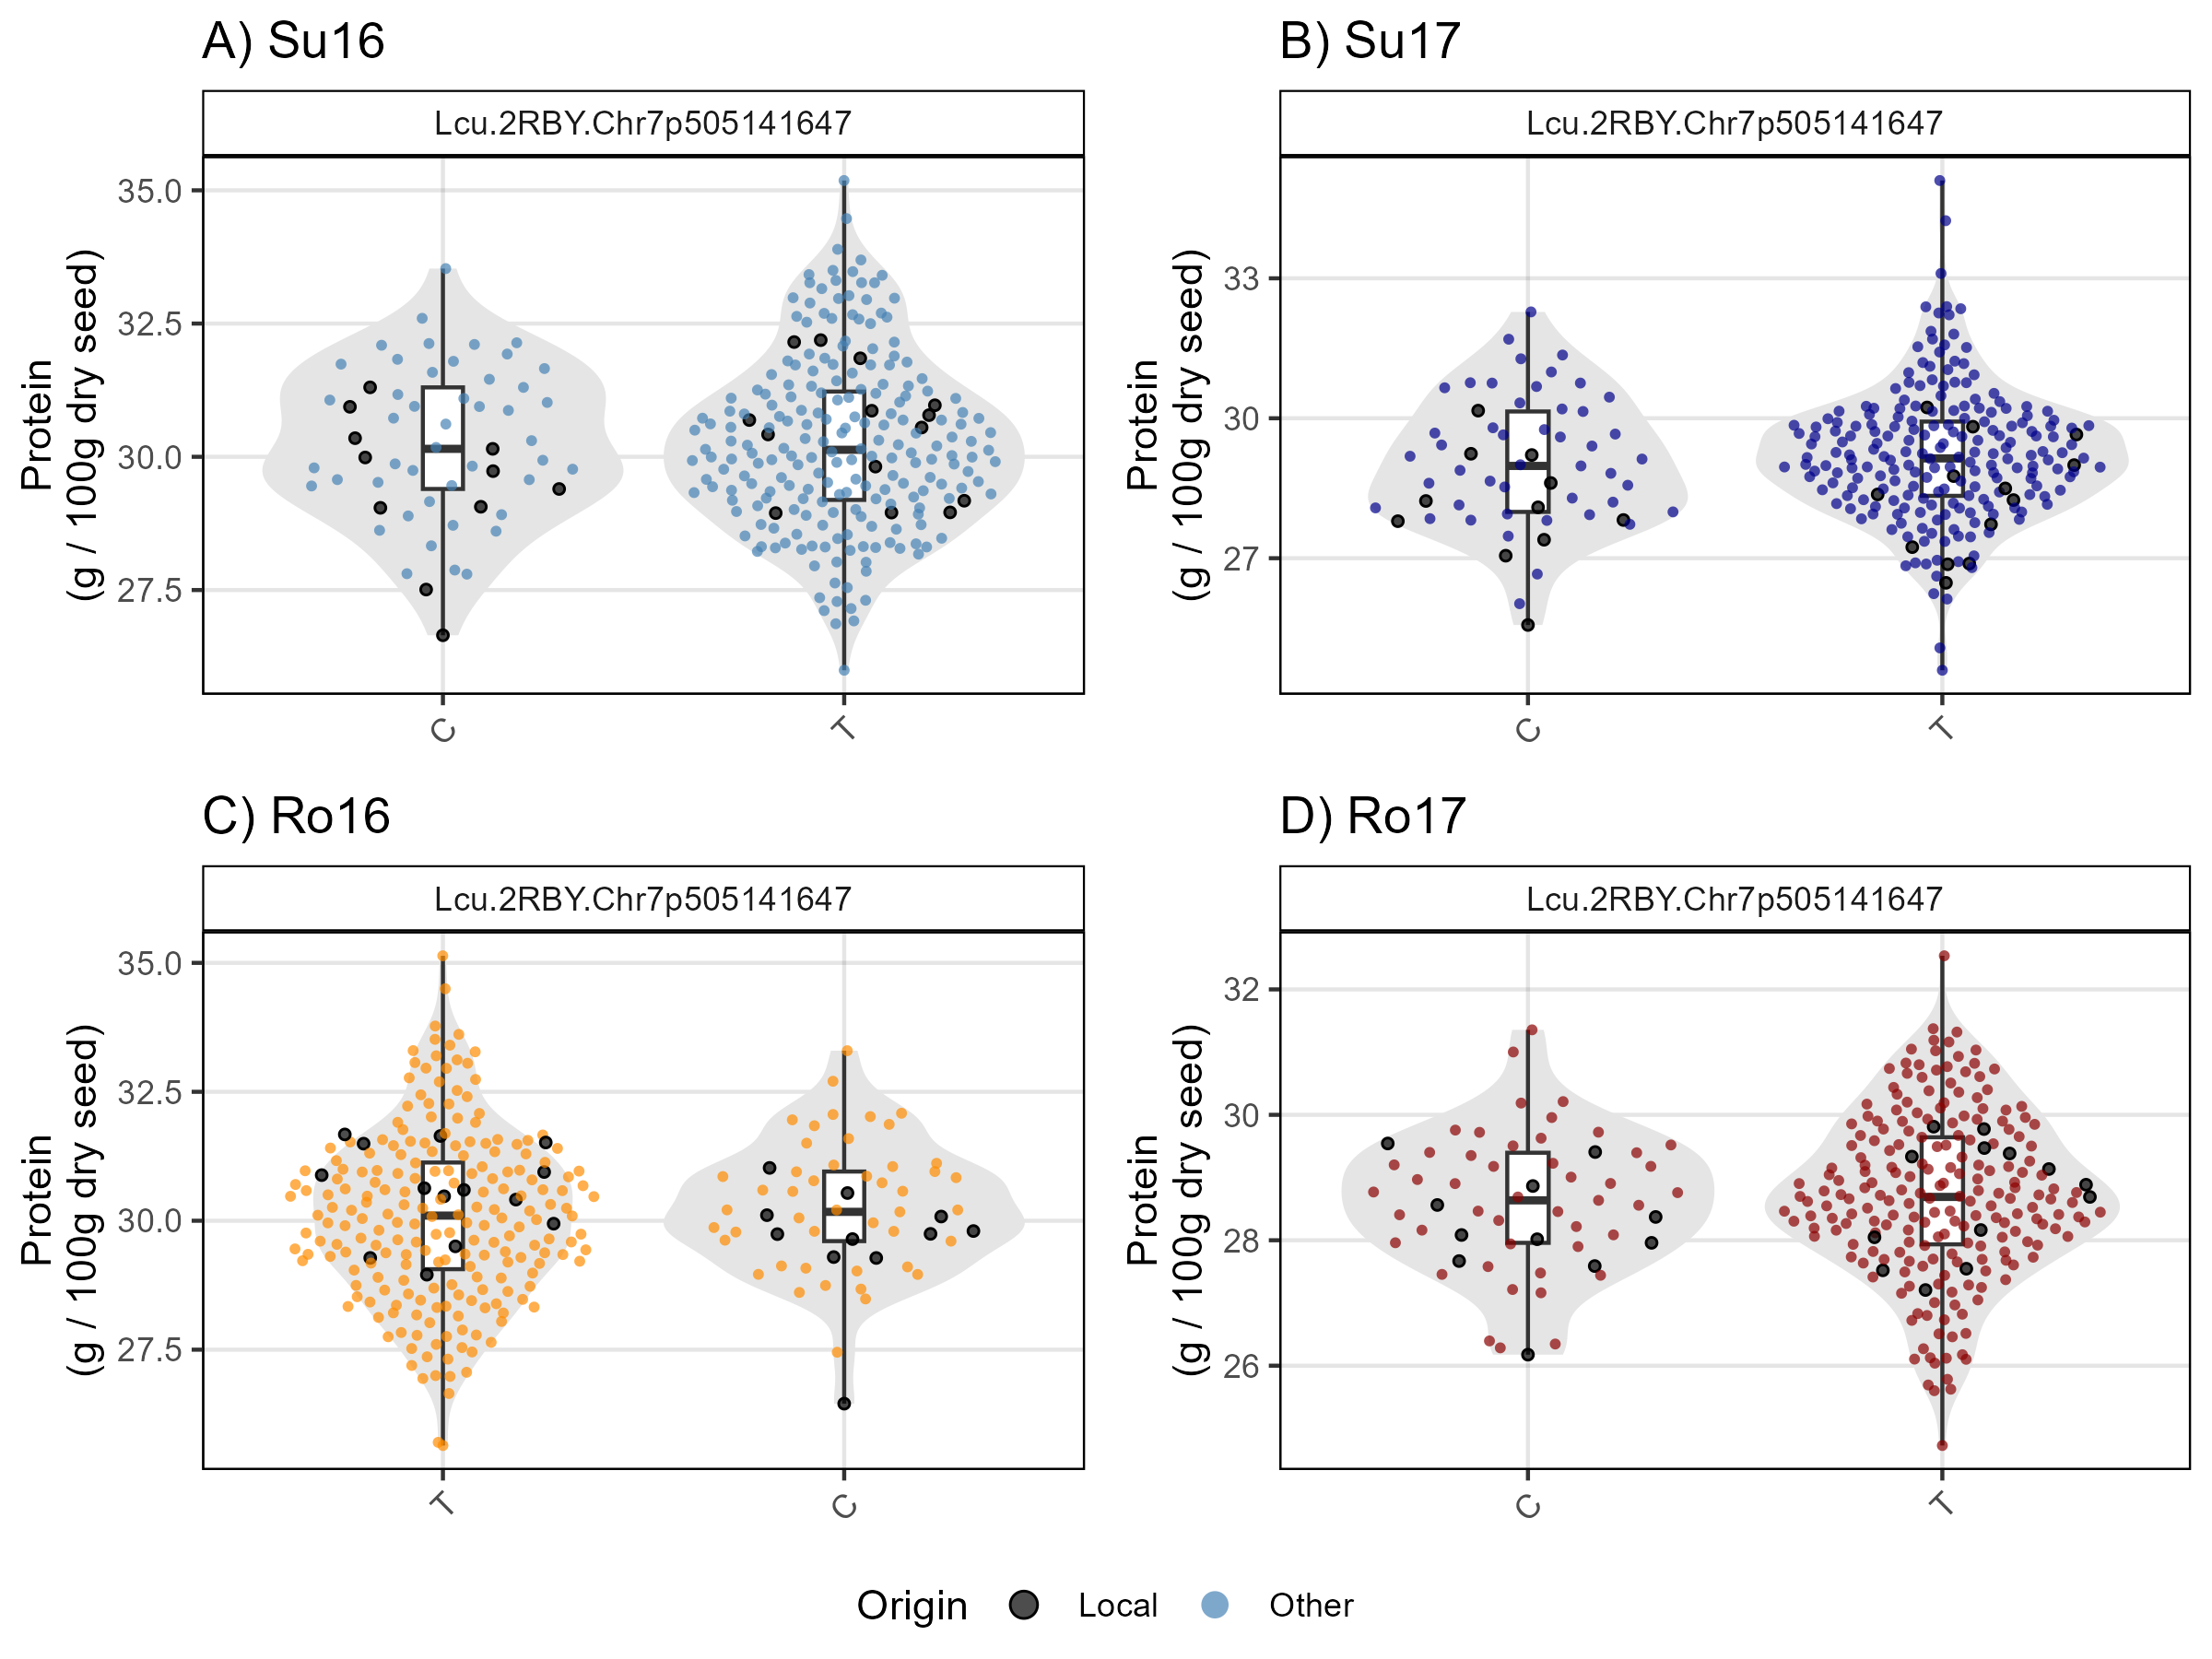 A) Su16
Lcu.2RBY.Chr7p505141647
Protein
(g / 100g dry seed)
35.0
32.5
30.0
27.5
C
T
B) Su17
Lcu.2RBY.Chr7p505141647
Protein
(g / 100g dry seed)
33
30
27
C
T
C) Ro16
Lcu.2RBY.Chr7p505141647
Protein
(g / 100g dry seed)
35.0
32.5
30.0
27.5
T
C
D) Ro17
Lcu.2RBY.Chr7p505141647
Protein
(g / 100g dry seed)
32
30
28
26
C
T
Origin Local Other